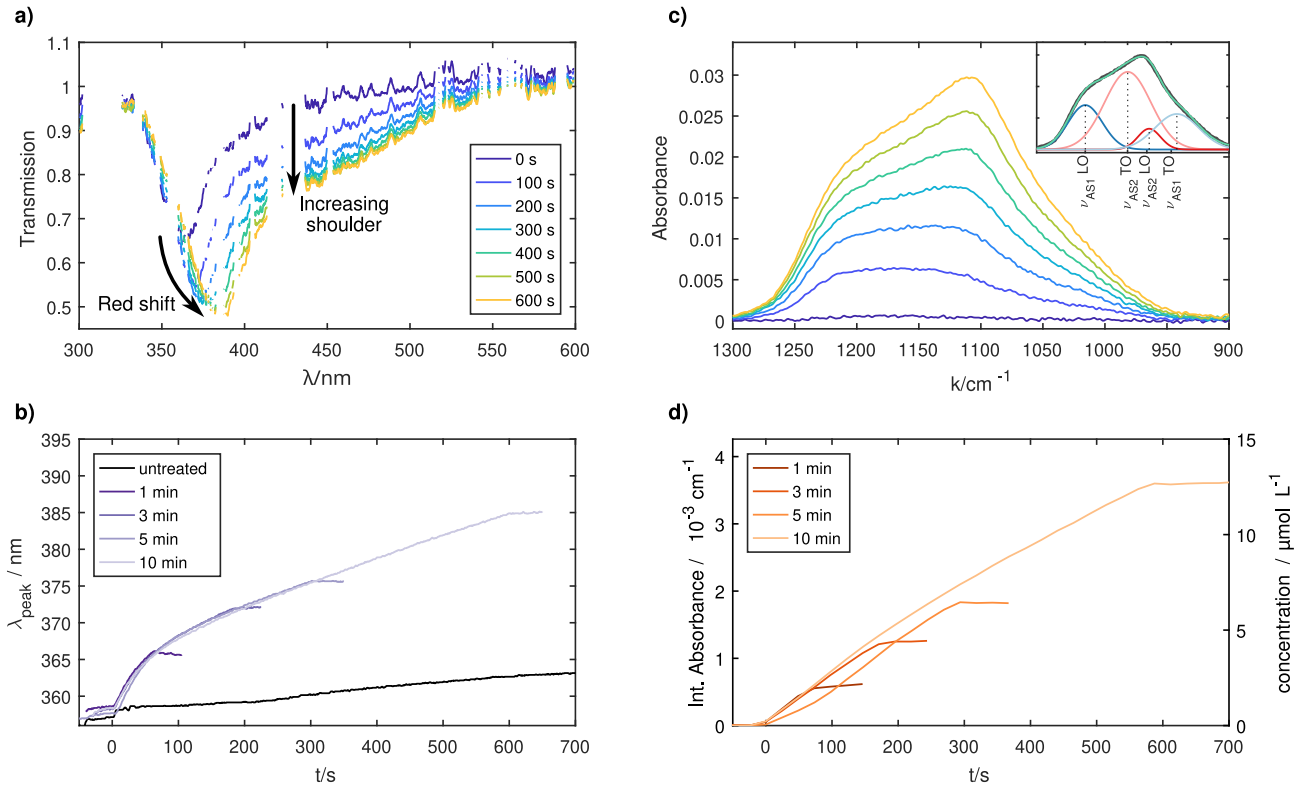 a)
1.1
1
0.9
0.8
0.7
0.6
0.5
Transmission
300 350 400 450 500 550 600
λ/nm
Red shift
Increasing
shoulder
0 s
100 s
200 s
300 s
400 s
500 s
600 s
c)
0.03
0.025
0.02
0.015
0.01
0.005
0
Absorbance
1300 1250 1200 1150 1100 1050 1000 950 900
k/cm -1
LO TO LO TO
νAS1 νAS2 νAS2 νAS1
b)
395
390
385
380
375
370
365
360
λpeak / nm
0 100 200 300 400 500 600 700
t/s
untreated
1 min
3 min
5 min
10 min
d)
4
3
2
1
0
Int. Absorbance / 10-3 cm-1
15
10
5
0
concentration / µmol L-1
0 100 200 300 400 500 600 700
t/s
1 min
3 min
5 min
10 min